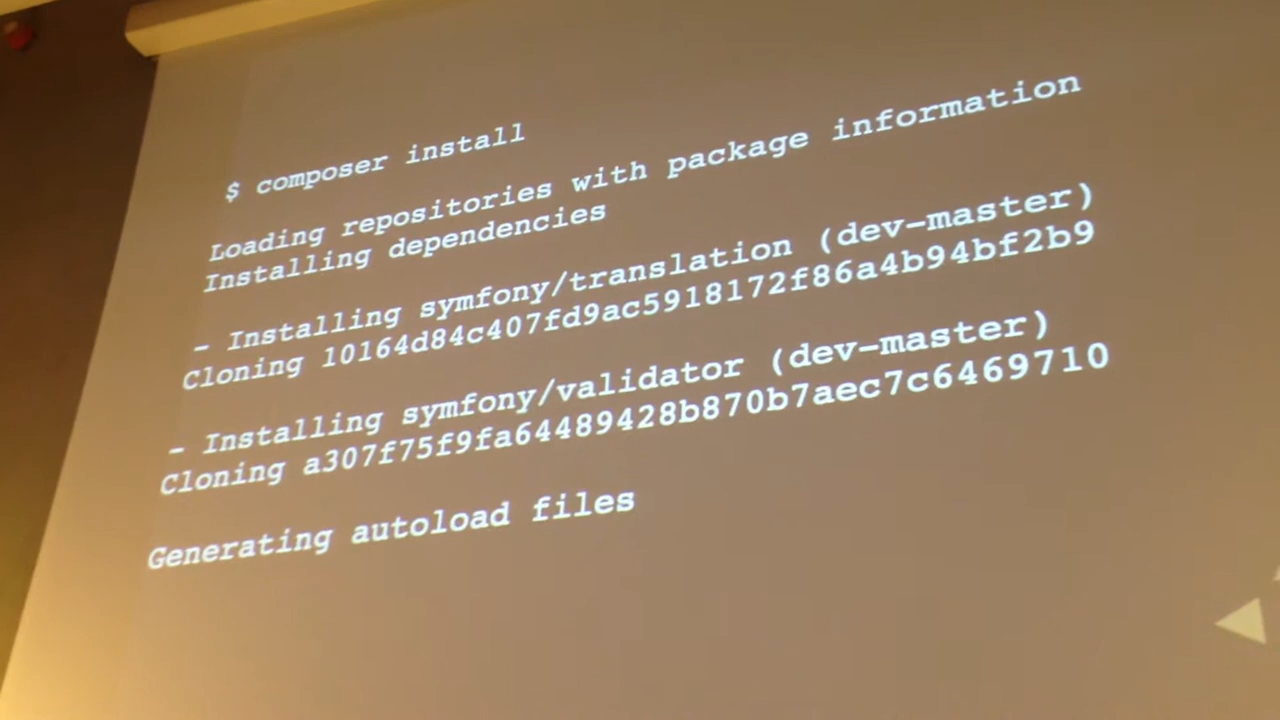 $ composer install
Loading repositories with package information
Installing dependencies
- Installing symfony/translation (dev-master)
Cloning 10164d84c407fd9ac5918172f86a4b94bf2b9
- Installing symfony/validator (dev-master)
Cloning a307f75f9fa64489428b870b7aec7c6469710
Generating autoload files